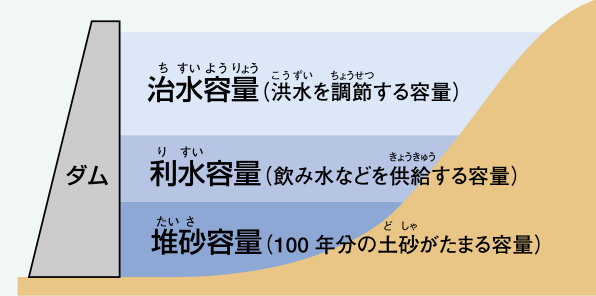 ち すい よう りょう こうずい ちょうせつ
治水容量（洪水を調節する容量）
り すい きょうきゅう
ダム 利水容量（飲み水などを供給する容量）
たい さ ど しゃ
堆砂容量（100 年分の土砂がたまる容量）